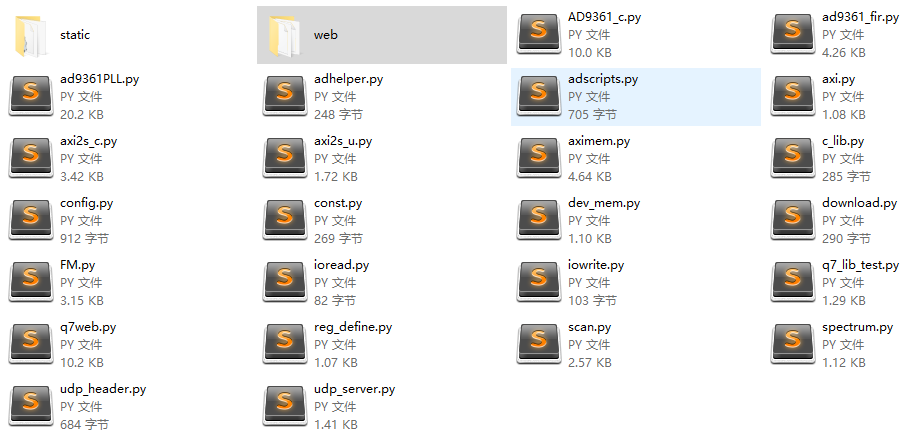 static
web
AD9361_c.py
PY 文件
10.0 KB
ad9361_fir.py
PY 文件
4.26 KB
ad9361PLL.py
PY 文件
20.2 KB
adhelper.py
PY 文件
248 字节
adscripts.py
PY 文件
705 字节
axi.py
PY 文件
1.08 KB
axi2s_c.py
PY 文件
3.42 KB
axi2s_u.py
PY 文件
1.72 KB
aximem.py
PY 文件
4.64 KB
c_lib.py
PY 文件
285 字节
config.py
PY 文件
912 字节
const.py
PY 文件
269 字节
dev_mem.py
PY 文件
1.10 KB
download.py
PY 文件
290 字节
FM.py
PY 文件
3.15 KB
ioread.py
PY 文件
82 字节
iowrite.py
PY 文件
103 字节
q7_lib_test.py
PY 文件
1.29 KB
q7web.py
PY 文件
10.2 KB
reg_define.py
PY 文件
1.07 KB
scan.py
PY 文件
2.57 KB
spectrum.py
PY 文件
1.12 KB
udp_header.py
PY 文件
684 字节
udp_server.py
PY 文件
1.41 KB